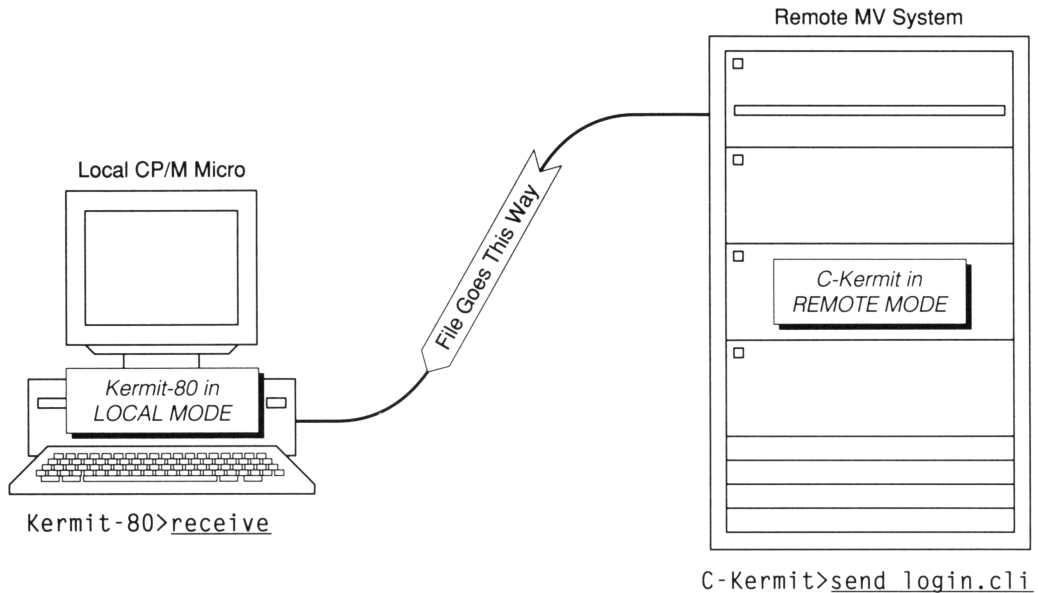 Remote MV System
Local CP/M Micro
File Goes This Way
C-Kermit in
REMOTE MODE
Kermit-80 in
LOCAL MODE
Kermit-80>receive
C-Kermit>send login.cli